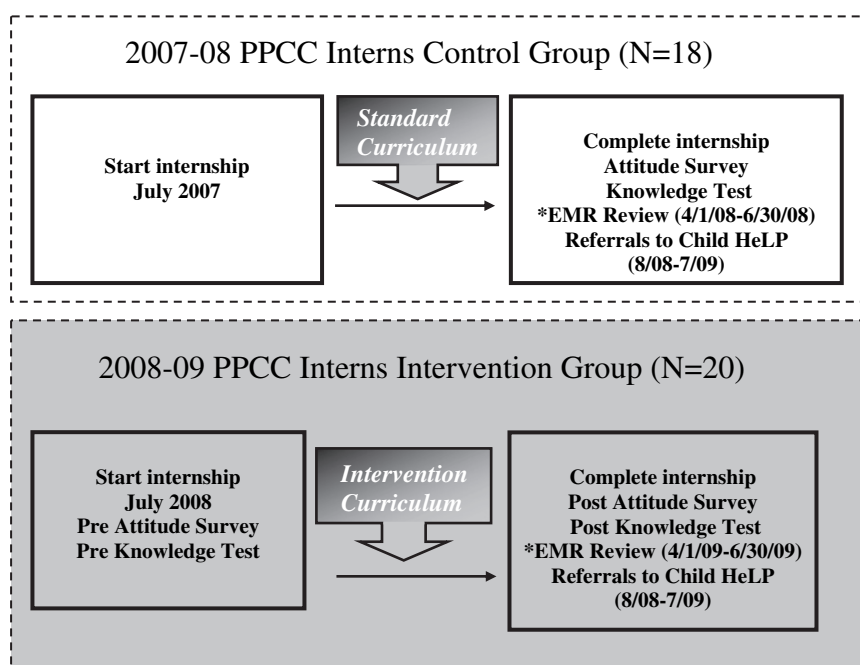 2007-08 PPCC Interns Control Group (N=18)
Start internship
July 2007
Standard
Curriculum
Complete internship
Attitude Survey
Knowledge Test
*EMR Review (4/1/08-6/30/08)
Referrals to Child HeLP
(8/08-7/09)
2008-09 PPCC Interns Intervention Group (N=20)
Start internship
July 2008
Pre Attitude Survey
Pre Knowledge Test
Intervention
Curriculum
Complete internship
Post Attitude Survey
Post Knowledge Test
*EMR Review (4/1/09-6/30/09)
Referrals to Child HeLP
(8/08-7/09)